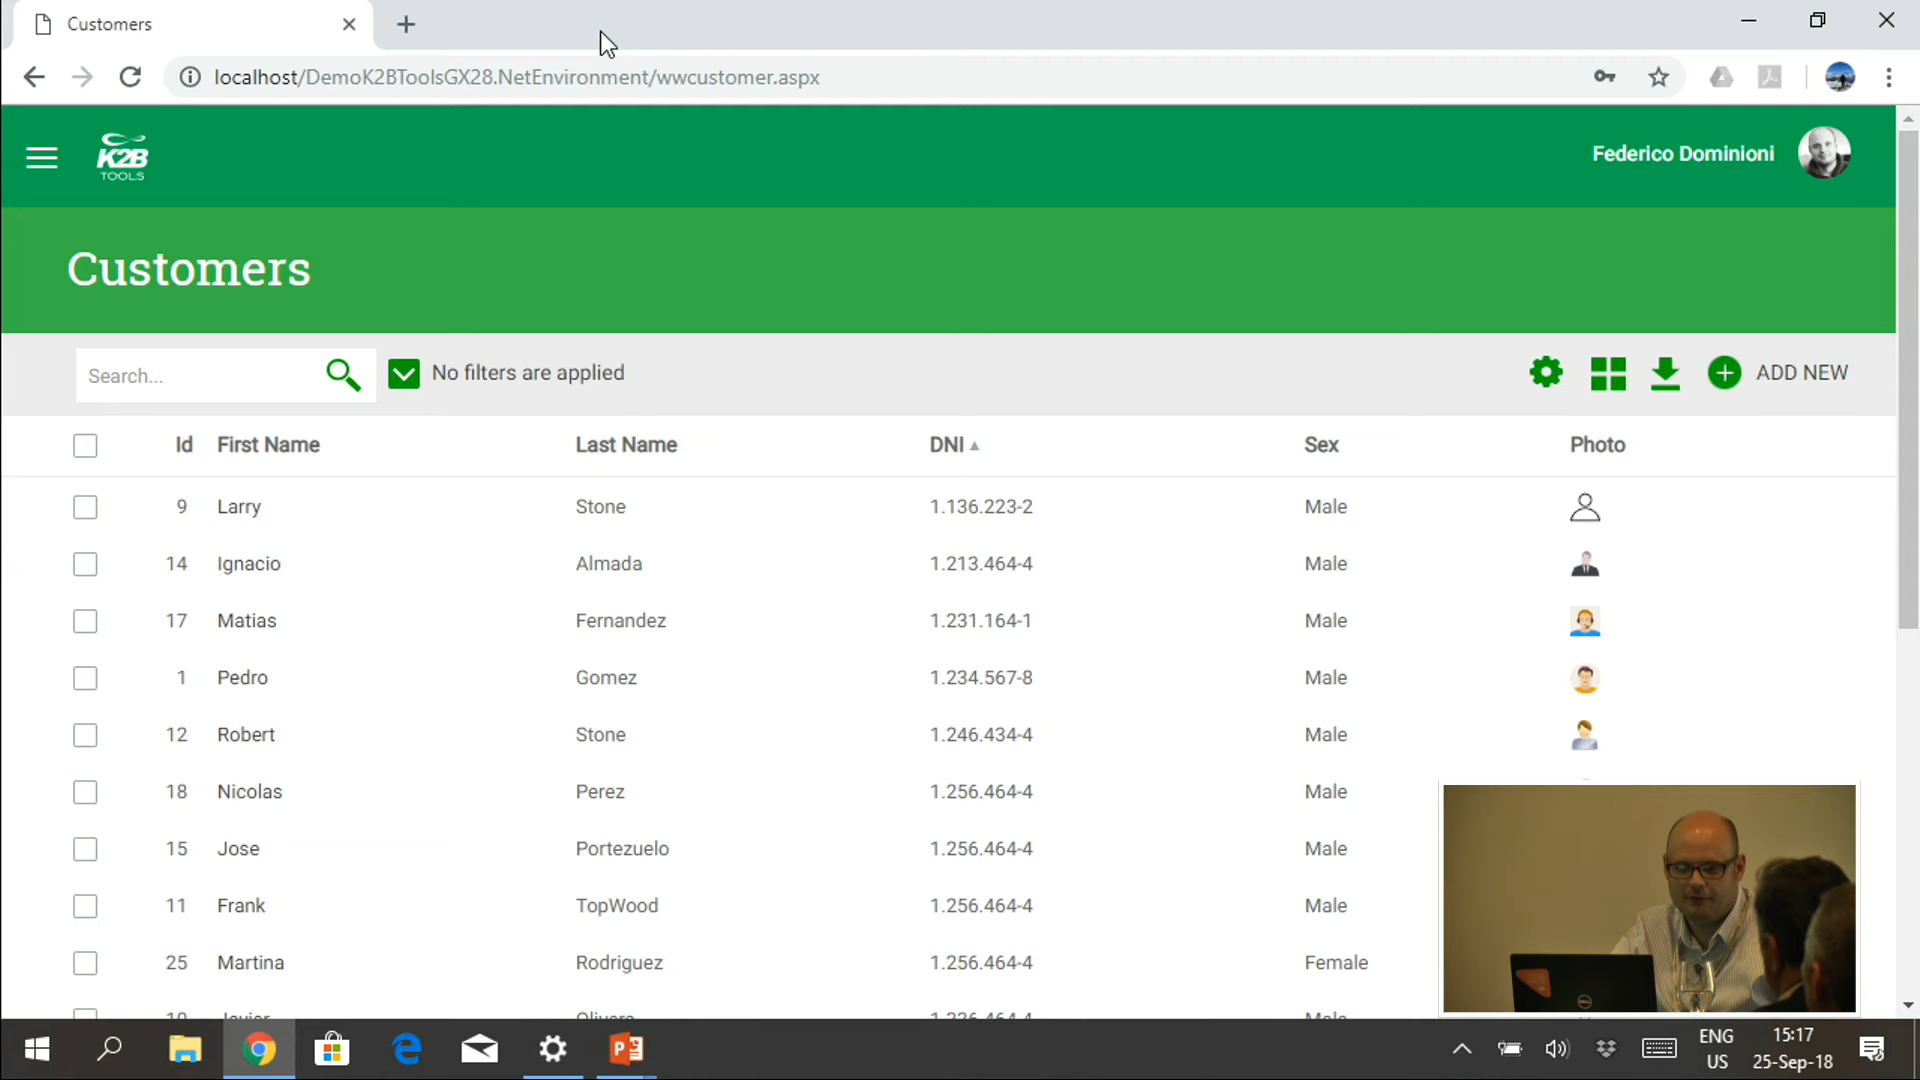 Customers
localhost/DemoK2BToolsGX28.NetEnvironment/wwcustomer.aspx
K2B
TOOLS
Federico Dominioni
Customers
Search...
No filters are applied
ADD NEW
Id First Name Last Name DNI Sex Photo
9 Larry Stone 1.136.223-2 Male
14 Ignacio Almada 1.213.464-4 Male
17 Matias Fernandez 1.231.164-1 Male
1 Pedro Gomez 1.234.567-8 Male
12 Robert Stone 1.246.434-4 Male
18 Nicolas Perez 1.256.464-4 Male
15 Jose Portezuelo 1.256.464-4 Male
11 Frank TopWood 1.256.464-4 Male
25 Martina Rodriguez 1.256.464-4 Female
ENG
US
15:17
25-Sep-18